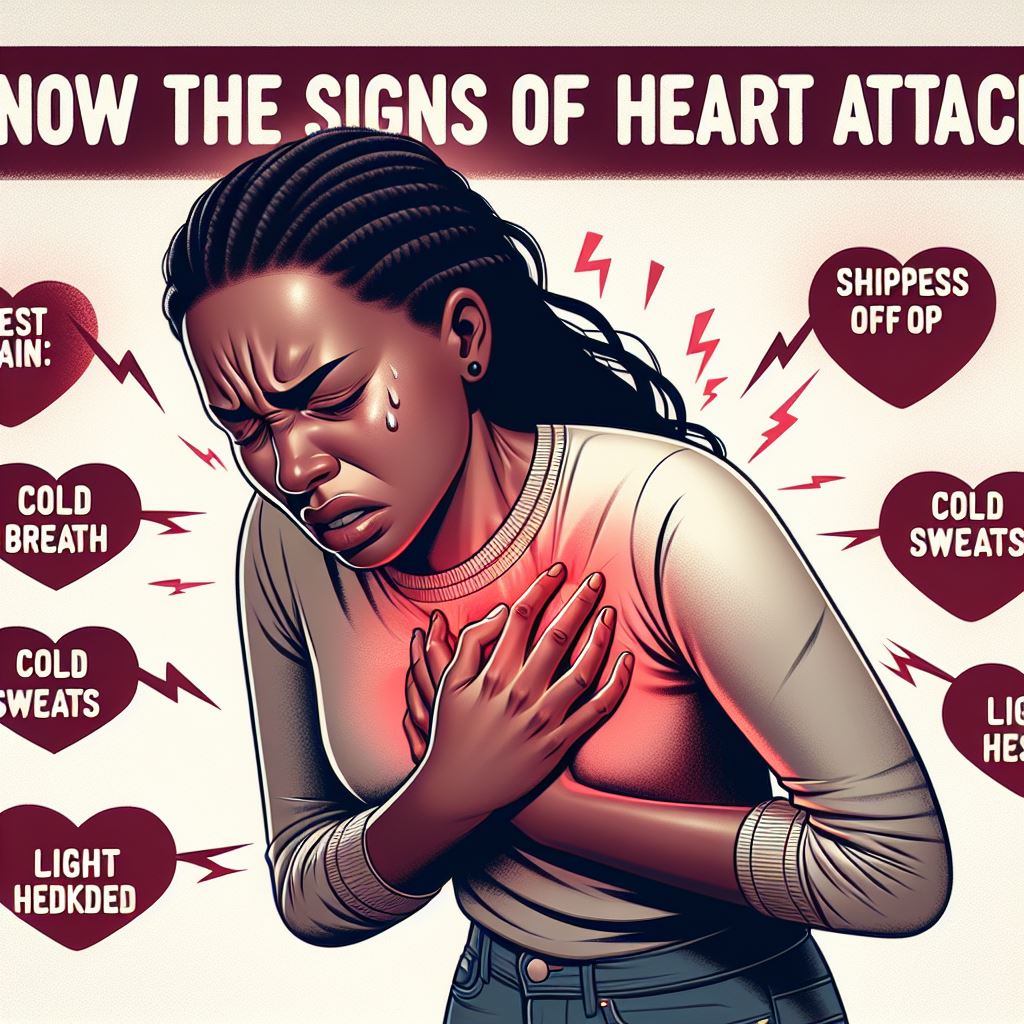 NOW THE SIGNS OF HEART ATTACK
EST
AIN:
SHIPPESS
OFF OP
COLD
BREATH
COLD
SWEATS
COLD
SWEATS
LIG
HES
LIGHT
HEDKDED